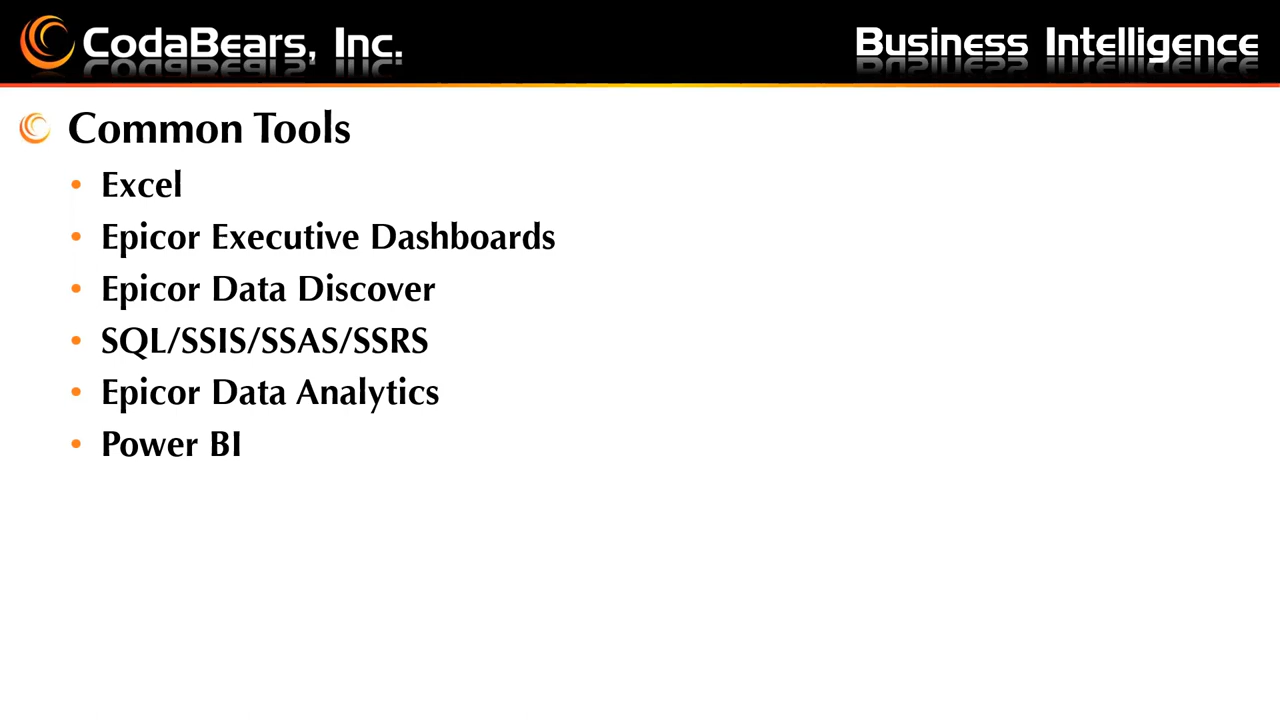 CodaBears, Inc.
Business Intelligence
Common Tools
• Excel
• Epicor Executive Dashboards
• Epicor Data Discover
• SQL/SSIS/SSAS/SSRS
• Epicor Data Analytics
• Power BI